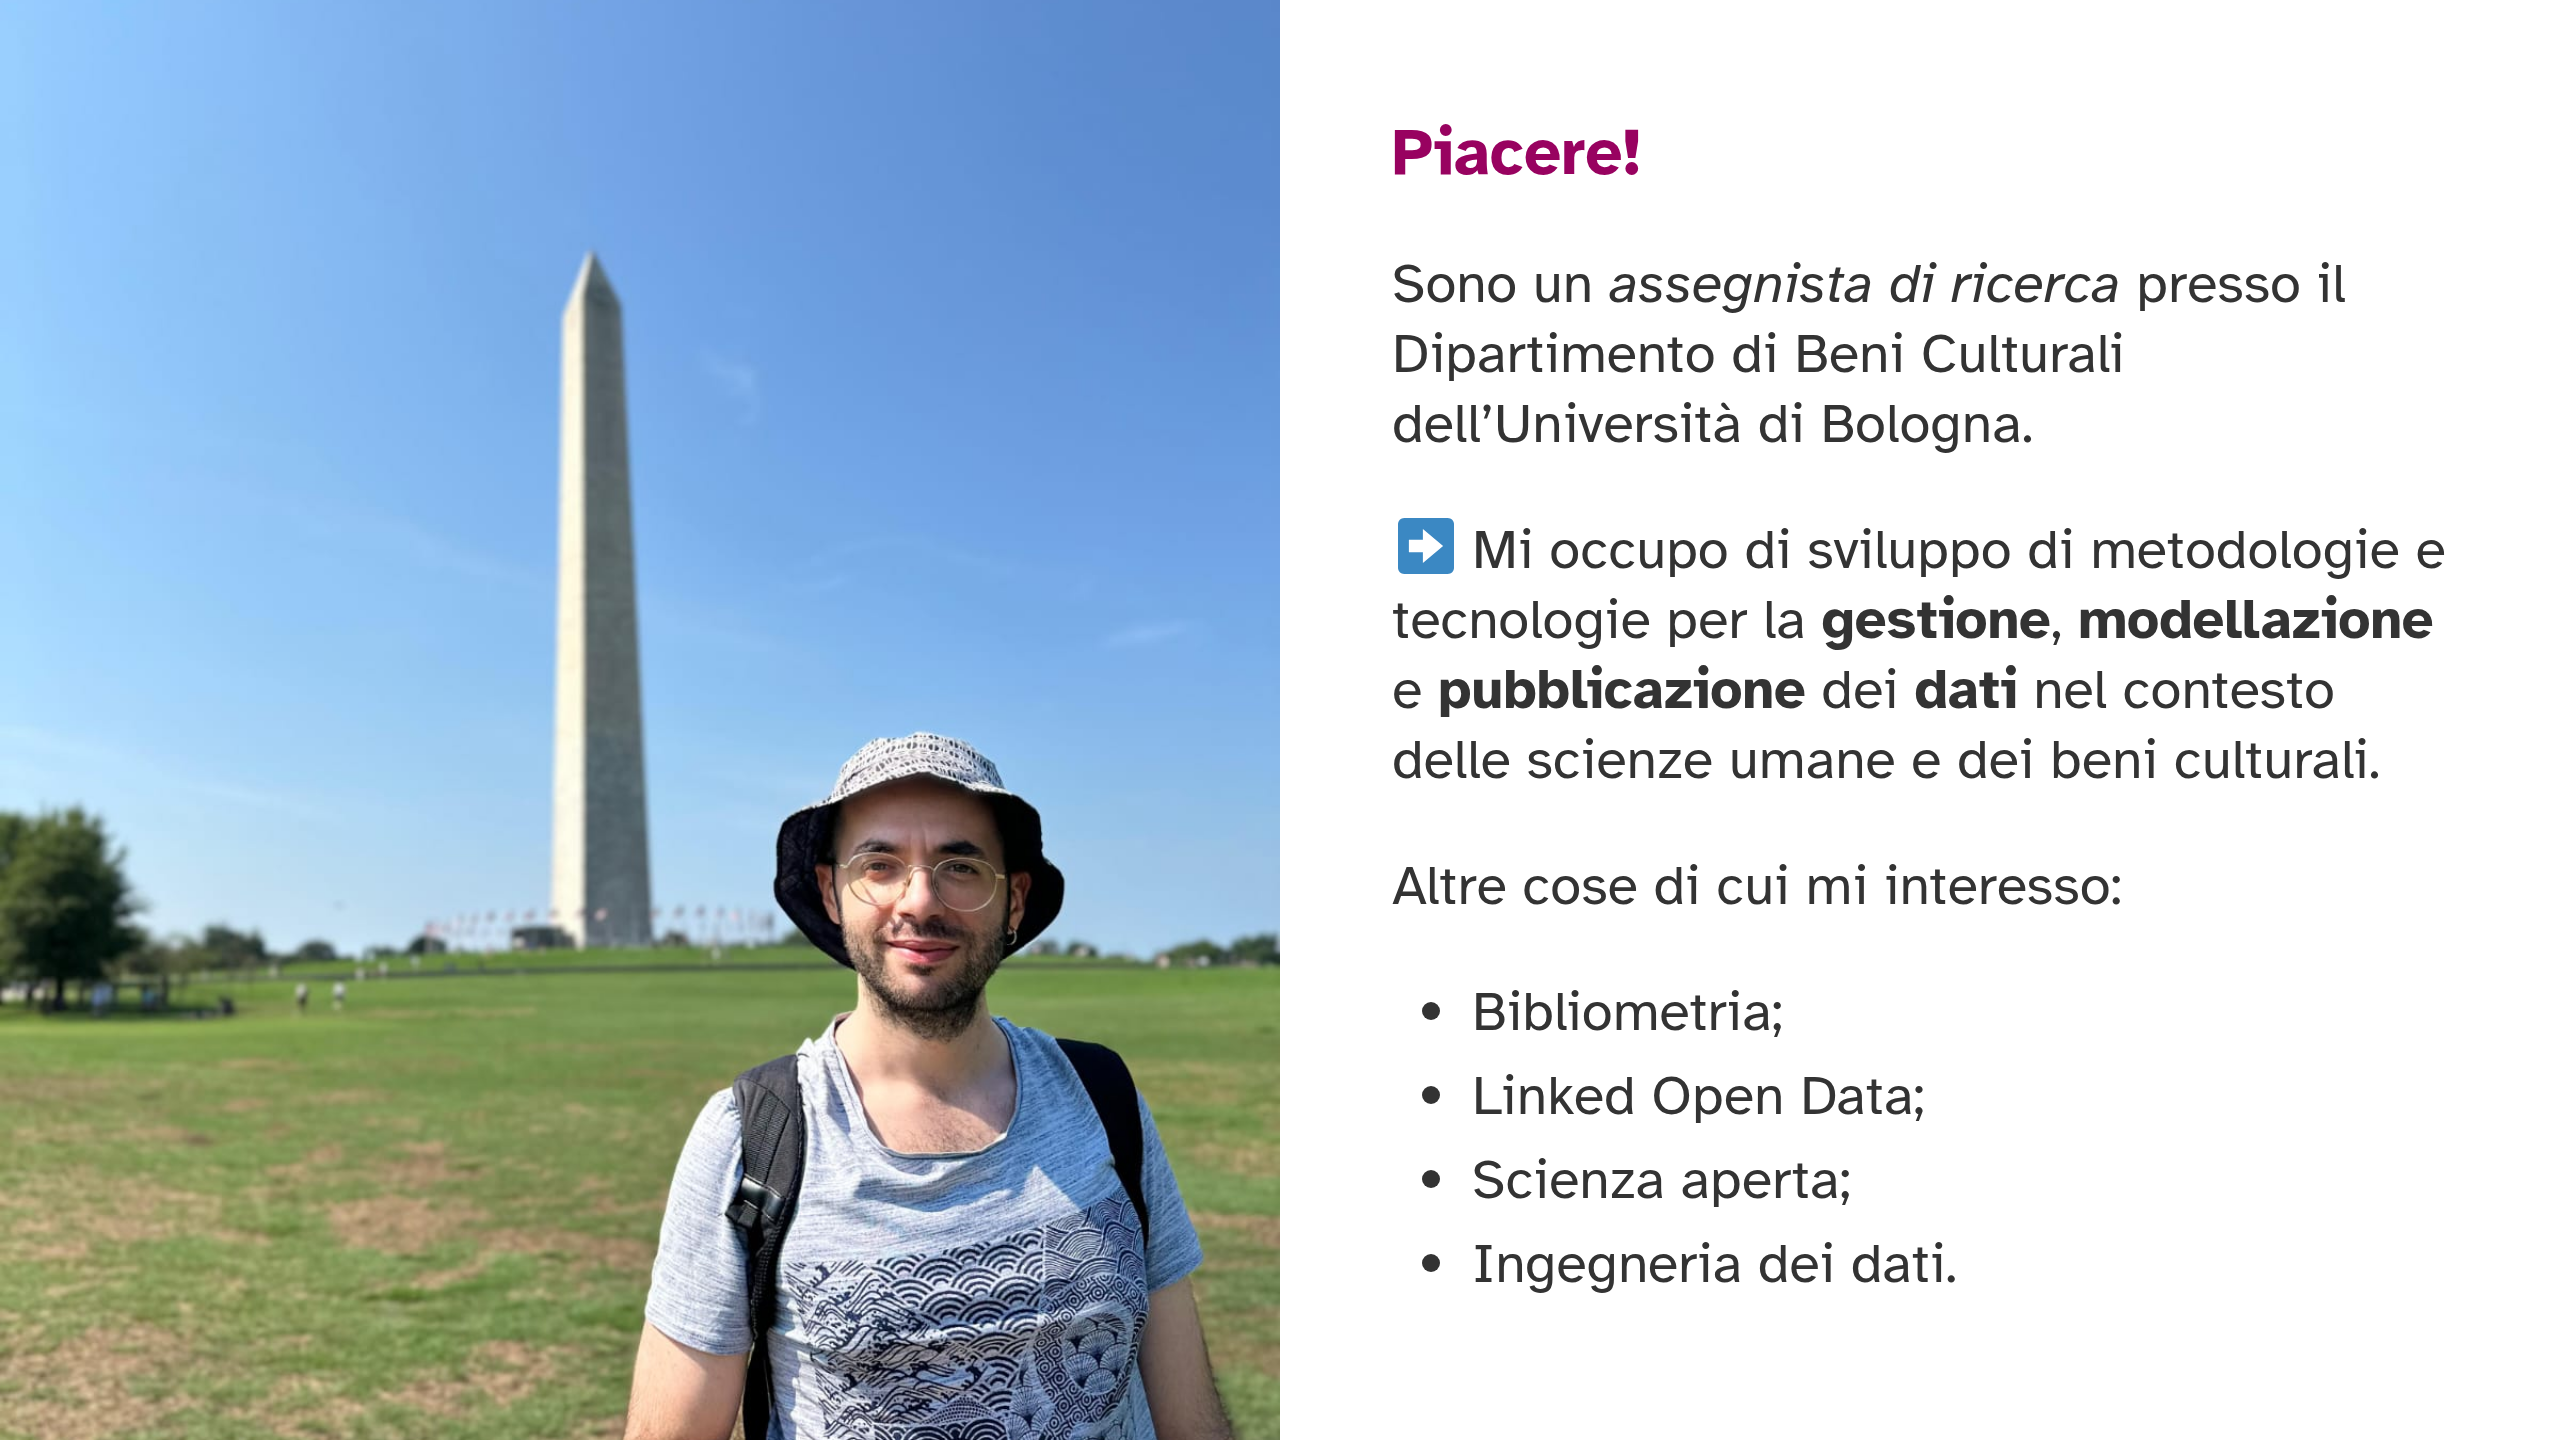 Piacere!
Sono un assegnista di ricerca presso il
Dipartimento di Beni Culturali
dell’Università di Bologna.
➡️ Mi occupo di sviluppo di metodologie e
tecnologie per la gestione, modellazione
e pubblicazione dei dati nel contesto
delle scienze umane e dei beni culturali.
Altre cose di cui mi interesso:
• Bibliometria;
• Linked Open Data;
• Scienza aperta;
• Ingegneria dei dati.